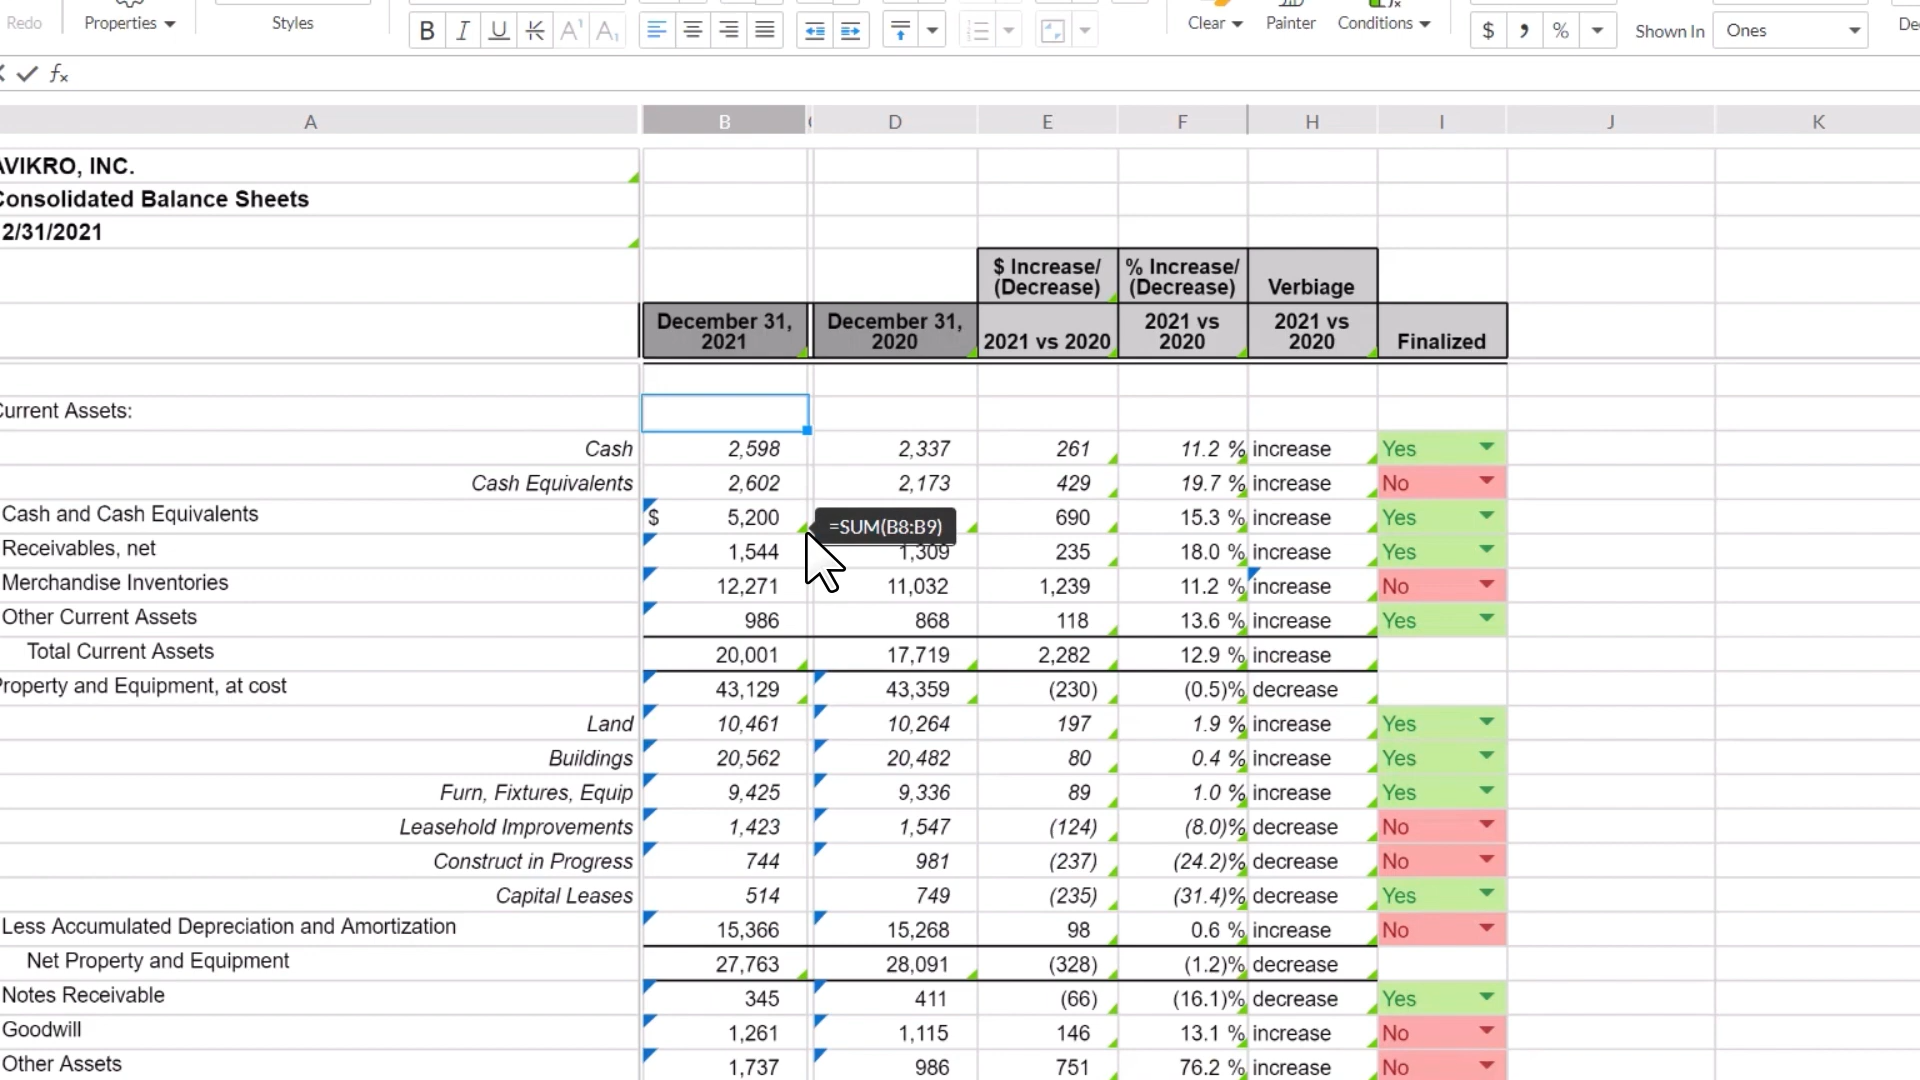 Redo Properties Styles B I U K A¹ A₁ Clear Painter Conditions $ , % Shown In Ones
fx
A B D E F H I J K
AVIKRO, INC.
Consolidated Balance Sheets
2/31/2021
$ Increase/ (Decrease) % Increase/ (Decrease) Verbiage
December 31, 2021 December 31, 2020 2021 vs 2020 2021 vs 2020 2021 vs 2020 Finalized
Current Assets:
Cash 2,598 2,337 261 11.2 % increase Yes
Cash Equivalents 2,602 2,173 429 19.7 % increase No
Cash and Cash Equivalents $ 5,200 =SUM(B8:B9) 690 15.3 % increase Yes
Receivables, net 1,544 1,309 235 18.0 % increase Yes
Merchandise Inventories 12,271 11,032 1,239 11.2 % increase No
Other Current Assets 986 868 118 13.6 % increase Yes
Total Current Assets 20,001 17,719 2,282 12.9 % increase
Property and Equipment, at cost 43,129 43,359 (230) (0.5)% decrease
Land 10,461 10,264 197 1.9 % increase Yes
Buildings 20,562 20,482 80 0.4 % increase Yes
Furn, Fixtures, Equip 9,425 9,336 89 1.0 % increase Yes
Leasehold Improvements 1,423 1,547 (124) (8.0)% decrease No
Construct in Progress 744 981 (237) (24.2)% decrease No
Capital Leases 514 749 (235) (31.4)% decrease Yes
Less Accumulated Depreciation and Amortization 15,366 15,268 98 0.6 % increase No
Net Property and Equipment 27,763 28,091 (328) (1.2)% decrease
Notes Receivable 345 411 (66) (16.1)% decrease Yes
Goodwill 1,261 1,115 146 13.1 % increase No
Other Assets 1,737 986 751 76.2 % increase No